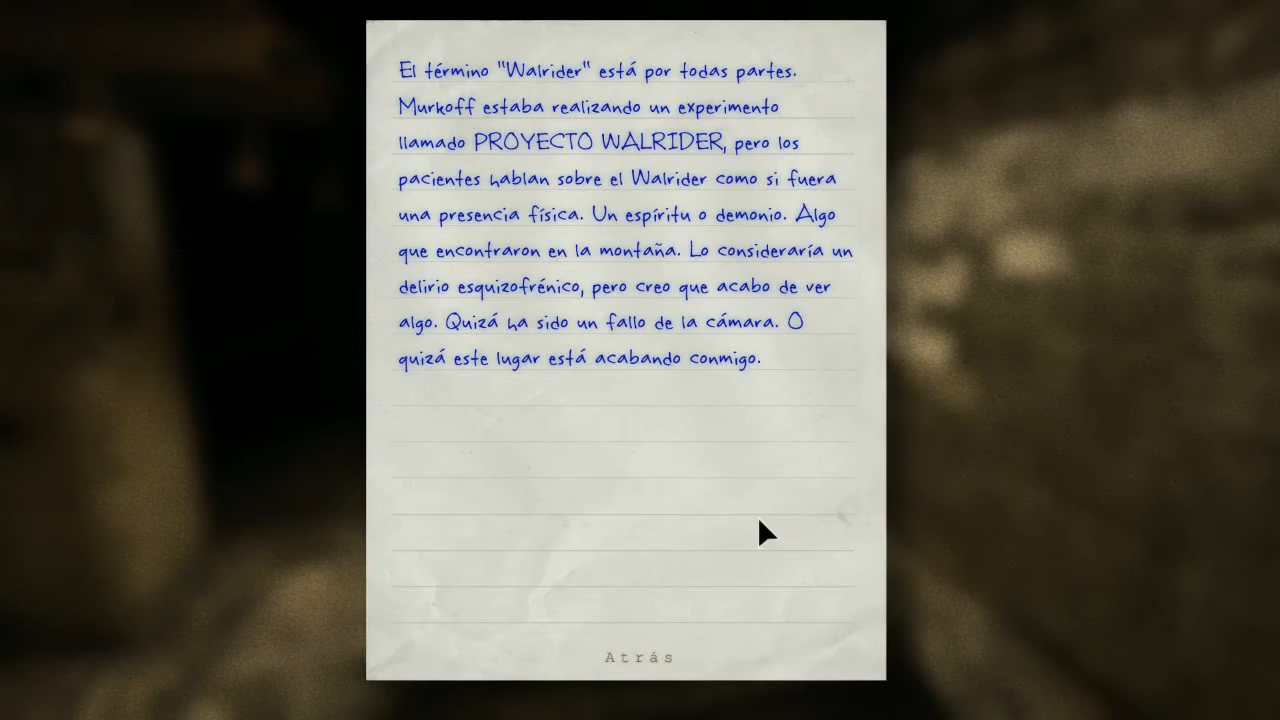 El término "Walrider" está por todas partes.
Murkoff estaba realizando un experimento
llamado PROYECTO WALRIDER, pero los
pacientes hablan sobre el Walrider como si fuera
una presencia física. Un espíritu o demonio. Algo
que encontraron en la montaña. Lo consideraría un
delirio esquizofrénico, pero creo que acabo de ver
algo. Quizá ha sido un fallo de la cámara. O
quizá este lugar está acabando conmigo.
Atrás